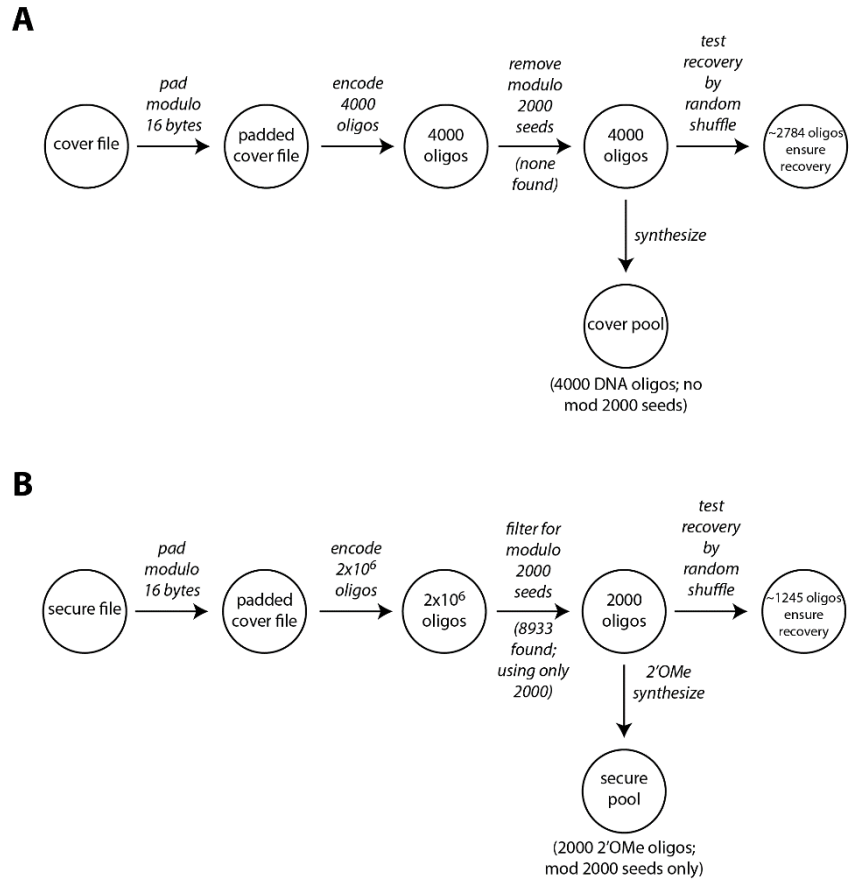 A
cover file
pad
modulo
16 bytes
padded
cover file
encode
4000
oligos
4000
oligos
remove
modulo
2000
seeds
(none
found)
4000
oligos
test
recovery
by
random
shuffle
~2784 oligos
ensure
recovery
synthesize
cover pool
(4000 DNA oligos; no
mod 2000 seeds)
B
secure file
pad
modulo
16 bytes
padded
cover file
encode
2x10⁶
oligos
2x10⁶
oligos
filter for
modulo
2000
seeds
(8933
found;
using only
2000)
2000
oligos
test
recovery
by
random
shuffle
~1245 oligos
ensure
recovery
2'OMe
synthesize
secure
pool
(2000 2'OMe oligos;
mod 2000 seeds only)